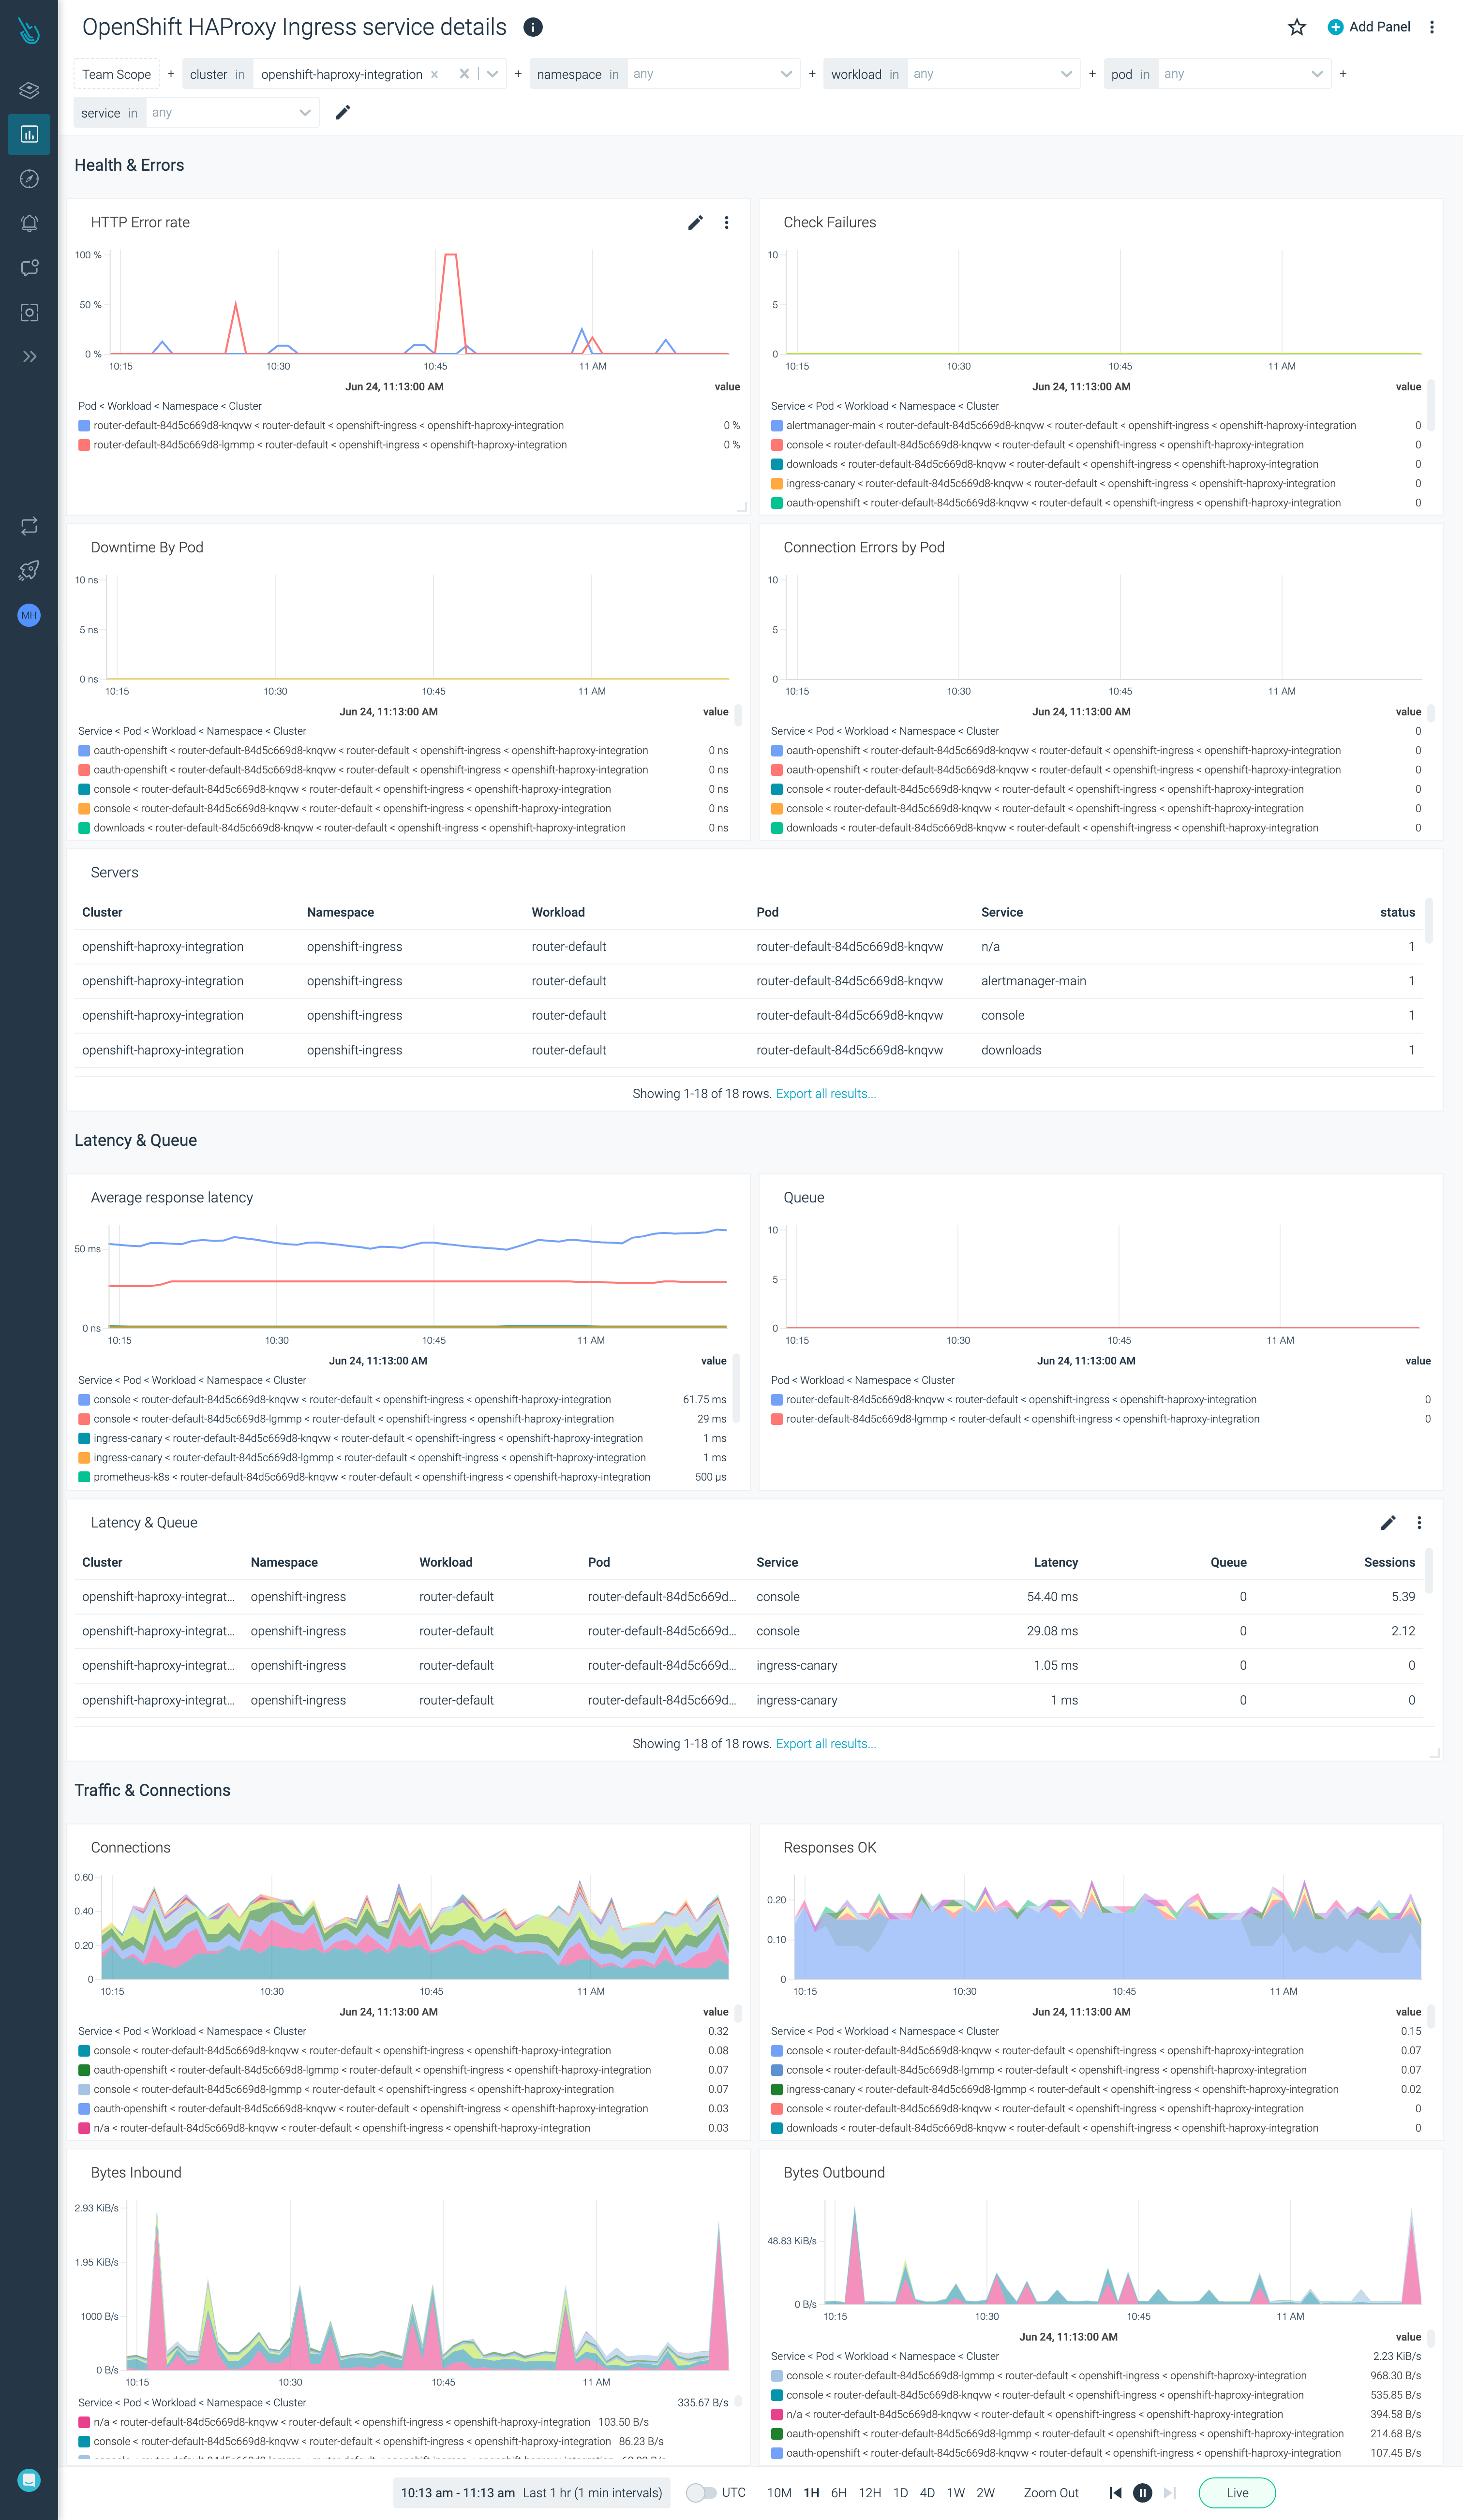 OpenShift HAProxy Ingress service details
Add Panel
Team Scope + cluster in openshift-haproxy-integration × × + namespace in any + workload in any + pod in any +
service in any
Health & Errors
HTTP Error rate
100 %
50 %
0 %
10:15 10:30 10:45 11 AM
Jun 24, 11:13:00 AM value
Pod < Workload < Namespace < Cluster
router-default-84d5c669d8-knqvw < router-default < openshift-ingress < openshift-haproxy-integration 0 %
router-default-84d5c669d8-lgmmp < router-default < openshift-ingress < openshift-haproxy-integration 0 %
Check Failures
10
5
0
10:15 10:30 10:45 11 AM
Jun 24, 11:13:00 AM value
Service < Pod < Workload < Namespace < Cluster
alertmanager-main < router-default-84d5c669d8-knqvw < router-default < openshift-ingress < openshift-haproxy-integration 0
console < router-default-84d5c669d8-knqvw < router-default < openshift-ingress < openshift-haproxy-integration 0
downloads < router-default-84d5c669d8-knqvw < router-default < openshift-ingress < openshift-haproxy-integration 0
ingress-canary < router-default-84d5c669d8-knqvw < router-default < openshift-ingress < openshift-haproxy-integration 0
oauth-openshift < router-default-84d5c669d8-knqvw < router-default < openshift-ingress < openshift-haproxy-integration 0
Downtime By Pod
10 ns
5 ns
0 ns
10:15 10:30 10:45 11 AM
Jun 24, 11:13:00 AM value
Service < Pod < Workload < Namespace < Cluster
oauth-openshift < router-default-84d5c669d8-knqvw < router-default < openshift-ingress < openshift-haproxy-integration 0 ns
oauth-openshift < router-default-84d5c669d8-knqvw < router-default < openshift-ingress < openshift-haproxy-integration 0 ns
console < router-default-84d5c669d8-knqvw < router-default < openshift-ingress < openshift-haproxy-integration 0 ns
console < router-default-84d5c669d8-knqvw < router-default < openshift-ingress < openshift-haproxy-integration 0 ns
downloads < router-default-84d5c669d8-knqvw < router-default < openshift-ingress < openshift-haproxy-integration 0 ns
Connection Errors by Pod
10
5
0
10:15 10:30 10:45 11 AM
Jun 24, 11:13:00 AM value
Service < Pod < Workload < Namespace < Cluster 0
oauth-openshift < router-default-84d5c669d8-knqvw < router-default < openshift-ingress < openshift-haproxy-integration 0
oauth-openshift < router-default-84d5c669d8-knqvw < router-default < openshift-ingress < openshift-haproxy-integration 0
console < router-default-84d5c669d8-knqvw < router-default < openshift-ingress < openshift-haproxy-integration 0
console < router-default-84d5c669d8-knqvw < router-default < openshift-ingress < openshift-haproxy-integration 0
downloads < router-default-84d5c669d8-knqvw < router-default < openshift-ingress < openshift-haproxy-integration 0
MH
Servers
Cluster Namespace Workload Pod Service status
openshift-haproxy-integration openshift-ingress router-default router-default-84d5c669d8-knqvw n/a 1
openshift-haproxy-integration openshift-ingress router-default router-default-84d5c669d8-knqvw alertmanager-main 1
openshift-haproxy-integration openshift-ingress router-default router-default-84d5c669d8-knqvw console 1
openshift-haproxy-integration openshift-ingress router-default router-default-84d5c669d8-knqvw downloads 1
Showing 1-18 of 18 rows. Export all results...
Latency & Queue
Average response latency
50 ms
0 ns
10:15 10:30 10:45 11 AM
Jun 24, 11:13:00 AM value
Service < Pod < Workload < Namespace < Cluster
console < router-default-84d5c669d8-knqvw < router-default < openshift-ingress < openshift-haproxy-integration 61.75 ms
console < router-default-84d5c669d8-lgmmp < router-default < openshift-ingress < openshift-haproxy-integration 29 ms
ingress-canary < router-default-84d5c669d8-knqvw < router-default < openshift-ingress < openshift-haproxy-integration 1 ms
ingress-canary < router-default-84d5c669d8-lgmmp < router-default < openshift-ingress < openshift-haproxy-integration 1 ms
prometheus-k8s < router-default-84d5c669d8-knqvw < router-default < openshift-ingress < openshift-haproxy-integration 500 µs
Queue
10
5
0
10:15 10:30 10:45 11 AM
Jun 24, 11:13:00 AM value
Pod < Workload < Namespace < Cluster
router-default-84d5c669d8-knqvw < router-default < openshift-ingress < openshift-haproxy-integration 0
router-default-84d5c669d8-lgmmp < router-default < openshift-ingress < openshift-haproxy-integration 0
Latency & Queue
Cluster Namespace Workload Pod Service Latency Queue Sessions
openshift-haproxy-integrat... openshift-ingress router-default router-default-84d5c669d... console 54.40 ms 0 5.39
openshift-haproxy-integrat... openshift-ingress router-default router-default-84d5c669d... console 29.08 ms 0 2.12
openshift-haproxy-integrat... openshift-ingress router-default router-default-84d5c669d... ingress-canary 1.05 ms 0 0
openshift-haproxy-integrat... openshift-ingress router-default router-default-84d5c669d... ingress-canary 1 ms 0 0
Showing 1-18 of 18 rows. Export all results...
Traffic & Connections
Connections
0.60
0.40
0.20
0
10:15 10:30 10:45 11 AM
Jun 24, 11:13:00 AM value
Service < Pod < Workload < Namespace < Cluster 0.32
console < router-default-84d5c669d8-knqvw < router-default < openshift-ingress < openshift-haproxy-integration 0.08
oauth-openshift < router-default-84d5c669d8-lgmmp < router-default < openshift-ingress < openshift-haproxy-integration 0.07
console < router-default-84d5c669d8-lgmmp < router-default < openshift-ingress < openshift-haproxy-integration 0.07
oauth-openshift < router-default-84d5c669d8-knqvw < router-default < openshift-ingress < openshift-haproxy-integration 0.03
n/a < router-default-84d5c669d8-knqvw < router-default < openshift-ingress < openshift-haproxy-integration 0.03
Responses OK
0.20
0.10
0
10:15 10:30 10:45 11 AM
Jun 24, 11:13:00 AM value
Service < Pod < Workload < Namespace < Cluster 0.15
console < router-default-84d5c669d8-knqvw < router-default < openshift-ingress < openshift-haproxy-integration 0.07
console < router-default-84d5c669d8-lgmmp < router-default < openshift-ingress < openshift-haproxy-integration 0.07
ingress-canary < router-default-84d5c669d8-lgmmp < router-default < openshift-ingress < openshift-haproxy-integration 0.02
console < router-default-84d5c669d8-knqvw < router-default < openshift-ingress < openshift-haproxy-integration 0
downloads < router-default-84d5c669d8-knqvw < router-default < openshift-ingress < openshift-haproxy-integration 0
Bytes Inbound
2.93 KiB/s
1.95 KiB/s
1000 B/s
0 B/s
10:15 10:30 10:45 11 AM
Service < Pod < Workload < Namespace < Cluster 335.67 B/s
n/a < router-default-84d5c669d8-knqvw < router-default < openshift-ingress < openshift-haproxy-integration 103.50 B/s
console < router-default-84d5c669d8-knqvw < router-default < openshift-ingress < openshift-haproxy-integration 86.23 B/s
Bytes Outbound
48.83 KiB/s
0 B/s
10:15 10:30 10:45 11 AM
Jun 24, 11:13:00 AM value
Service < Pod < Workload < Namespace < Cluster 2.23 KiB/s
console < router-default-84d5c669d8-lgmmp < router-default < openshift-ingress < openshift-haproxy-integration 968.30 B/s
console < router-default-84d5c669d8-knqvw < router-default < openshift-ingress < openshift-haproxy-integration 535.85 B/s
n/a < router-default-84d5c669d8-knqvw < router-default < openshift-ingress < openshift-haproxy-integration 394.58 B/s
oauth-openshift < router-default-84d5c669d8-lgmmp < router-default < openshift-ingress < openshift-haproxy-integration 214.68 B/s
oauth-openshift < router-default-84d5c669d8-knqvw < router-default < openshift-ingress < openshift-haproxy-integration 107.45 B/s
10:13 am - 11:13 am Last 1 hr (1 min intervals) UTC 10M 1H 6H 12H 1D 4D 1W 2W Zoom Out Live